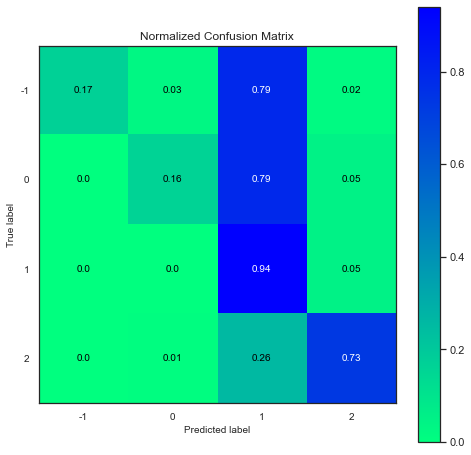 Normalized Confusion Matrix
-1 0.17 0.03 0.79 0.02
0 0.0 0.16 0.79 0.05
1 0.0 0.0 0.94 0.05
2 0.0 0.01 0.26 0.73
True label
-1 0 1 2
Predicted label
0.8
0.6
0.4
0.2
0.0